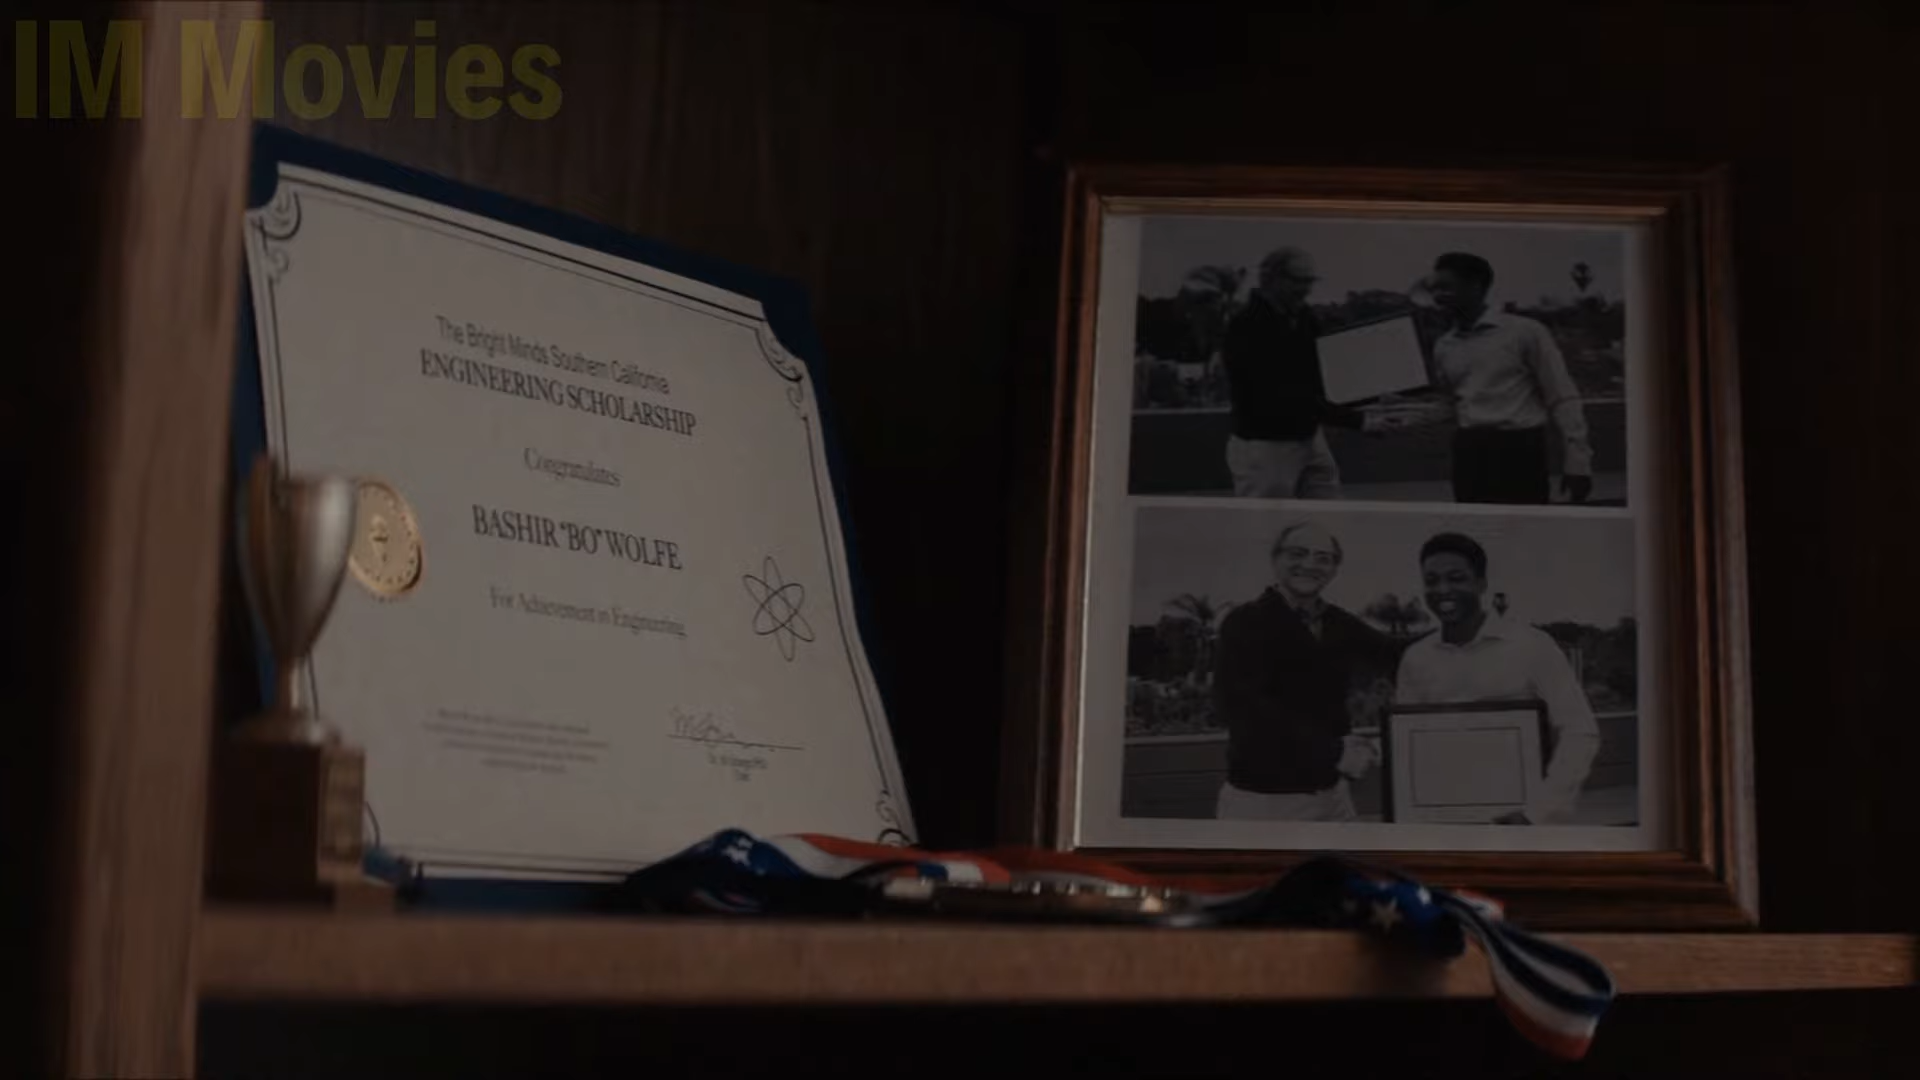 IM Movies
The Bright Minds Southern California
ENGINEERING SCHOLARSHIP
Congratulates
BASHIR "BO" WOLFE
For Achievement in Engineering